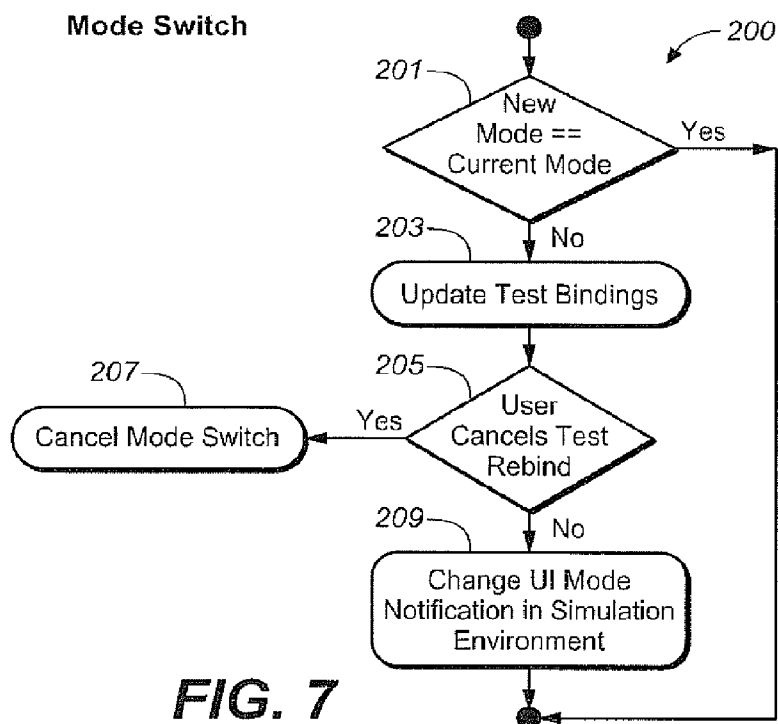 Mode Switch
200
201
New
Mode ==
Current Mode
Yes
No
203
Update Test Bindings
205
207
User
Cancels Test
Rebind
Yes
Cancel Mode Switch
No
209
Change UI Mode
Notification in Simulation
Environment
FIG. 7